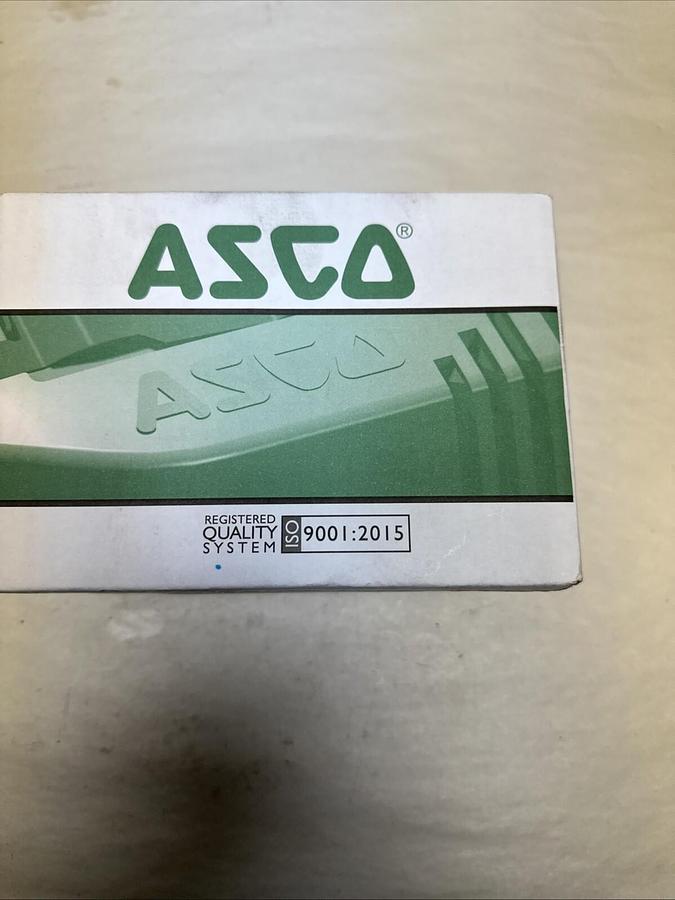 ASCO®
ASCO
REGISTERED
QUALITY
SYSTEM
ISO 9001:2015